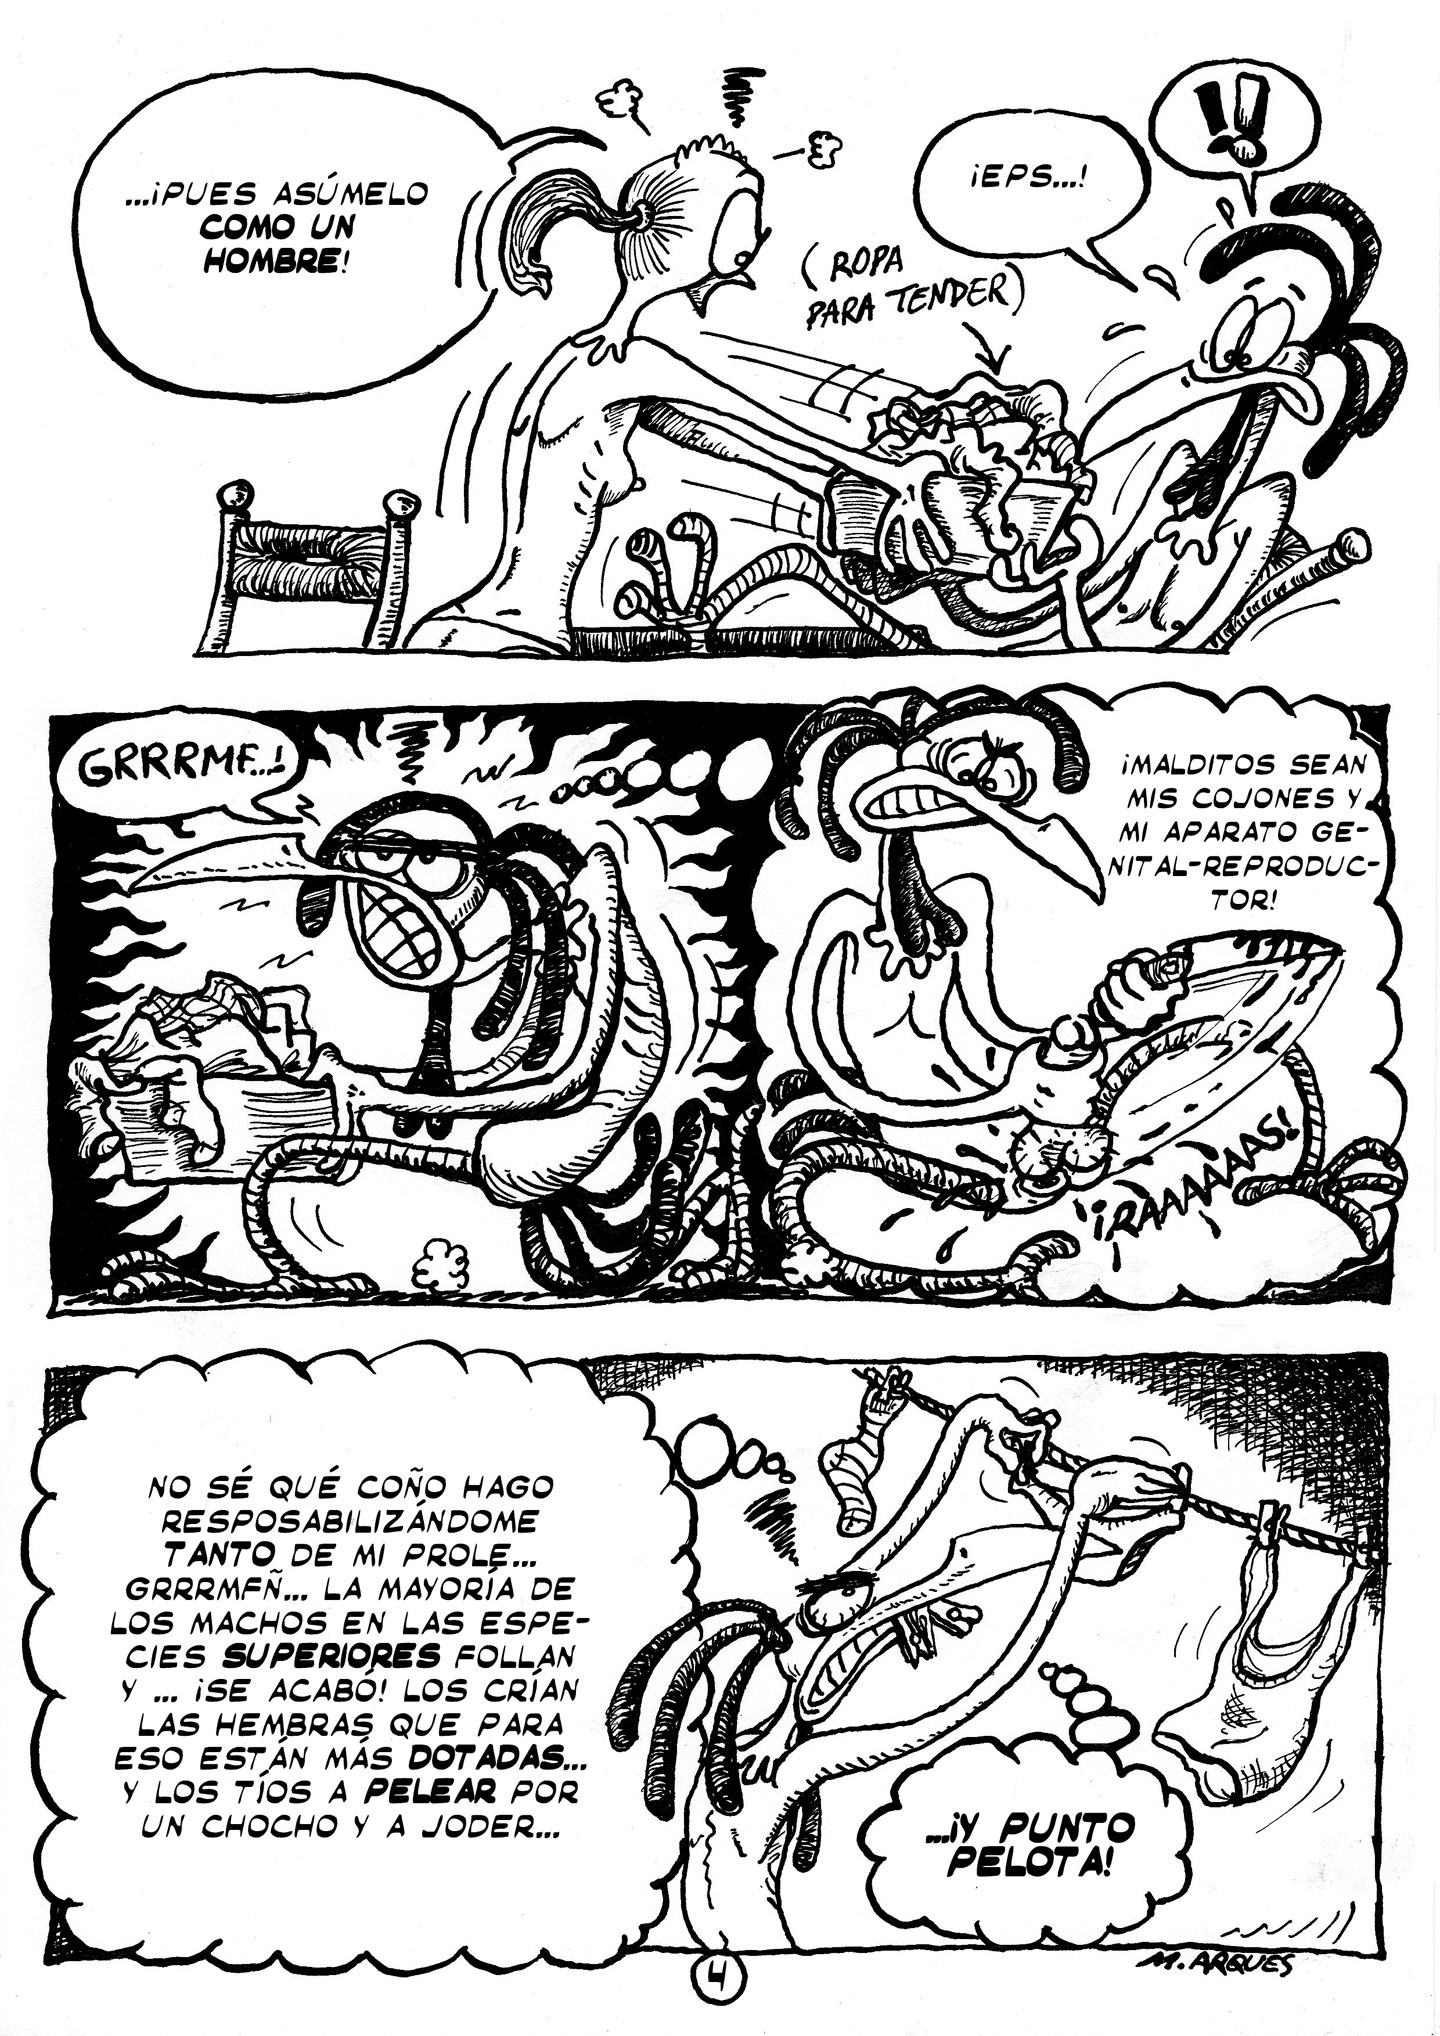 ...¡PUES ASÚMELO
COMO UN
HOMBRE!
¡EPS...!
!!
(ROPA
PARA TENDER)
GRRRMF...!
¡MALDITOS SEAN
MIS COJONES Y
MI APARATO GE-
NITAL-REPRODUC-
TOR!
¡RAAAAAAS!
NO SÉ QUÉ COÑO HAGO
RESPOSABILIZÁNDOME
TANTO DE MI PROLE...
GRRRMFÑ... LA MAYORÍA DE
LOS MACHOS EN LAS ESPE-
CIES SUPERIORES FOLLAN
Y ... ¡SE ACABÓ! LOS CRÍAN
LAS HEMBRAS QUE PARA
ESO ESTÁN MÁS DOTADAS...
Y LOS TÍOS A PELEAR POR
UN CHOCHO Y A JODER...
...¡Y PUNTO
PELOTA!
4
M. ARQUES